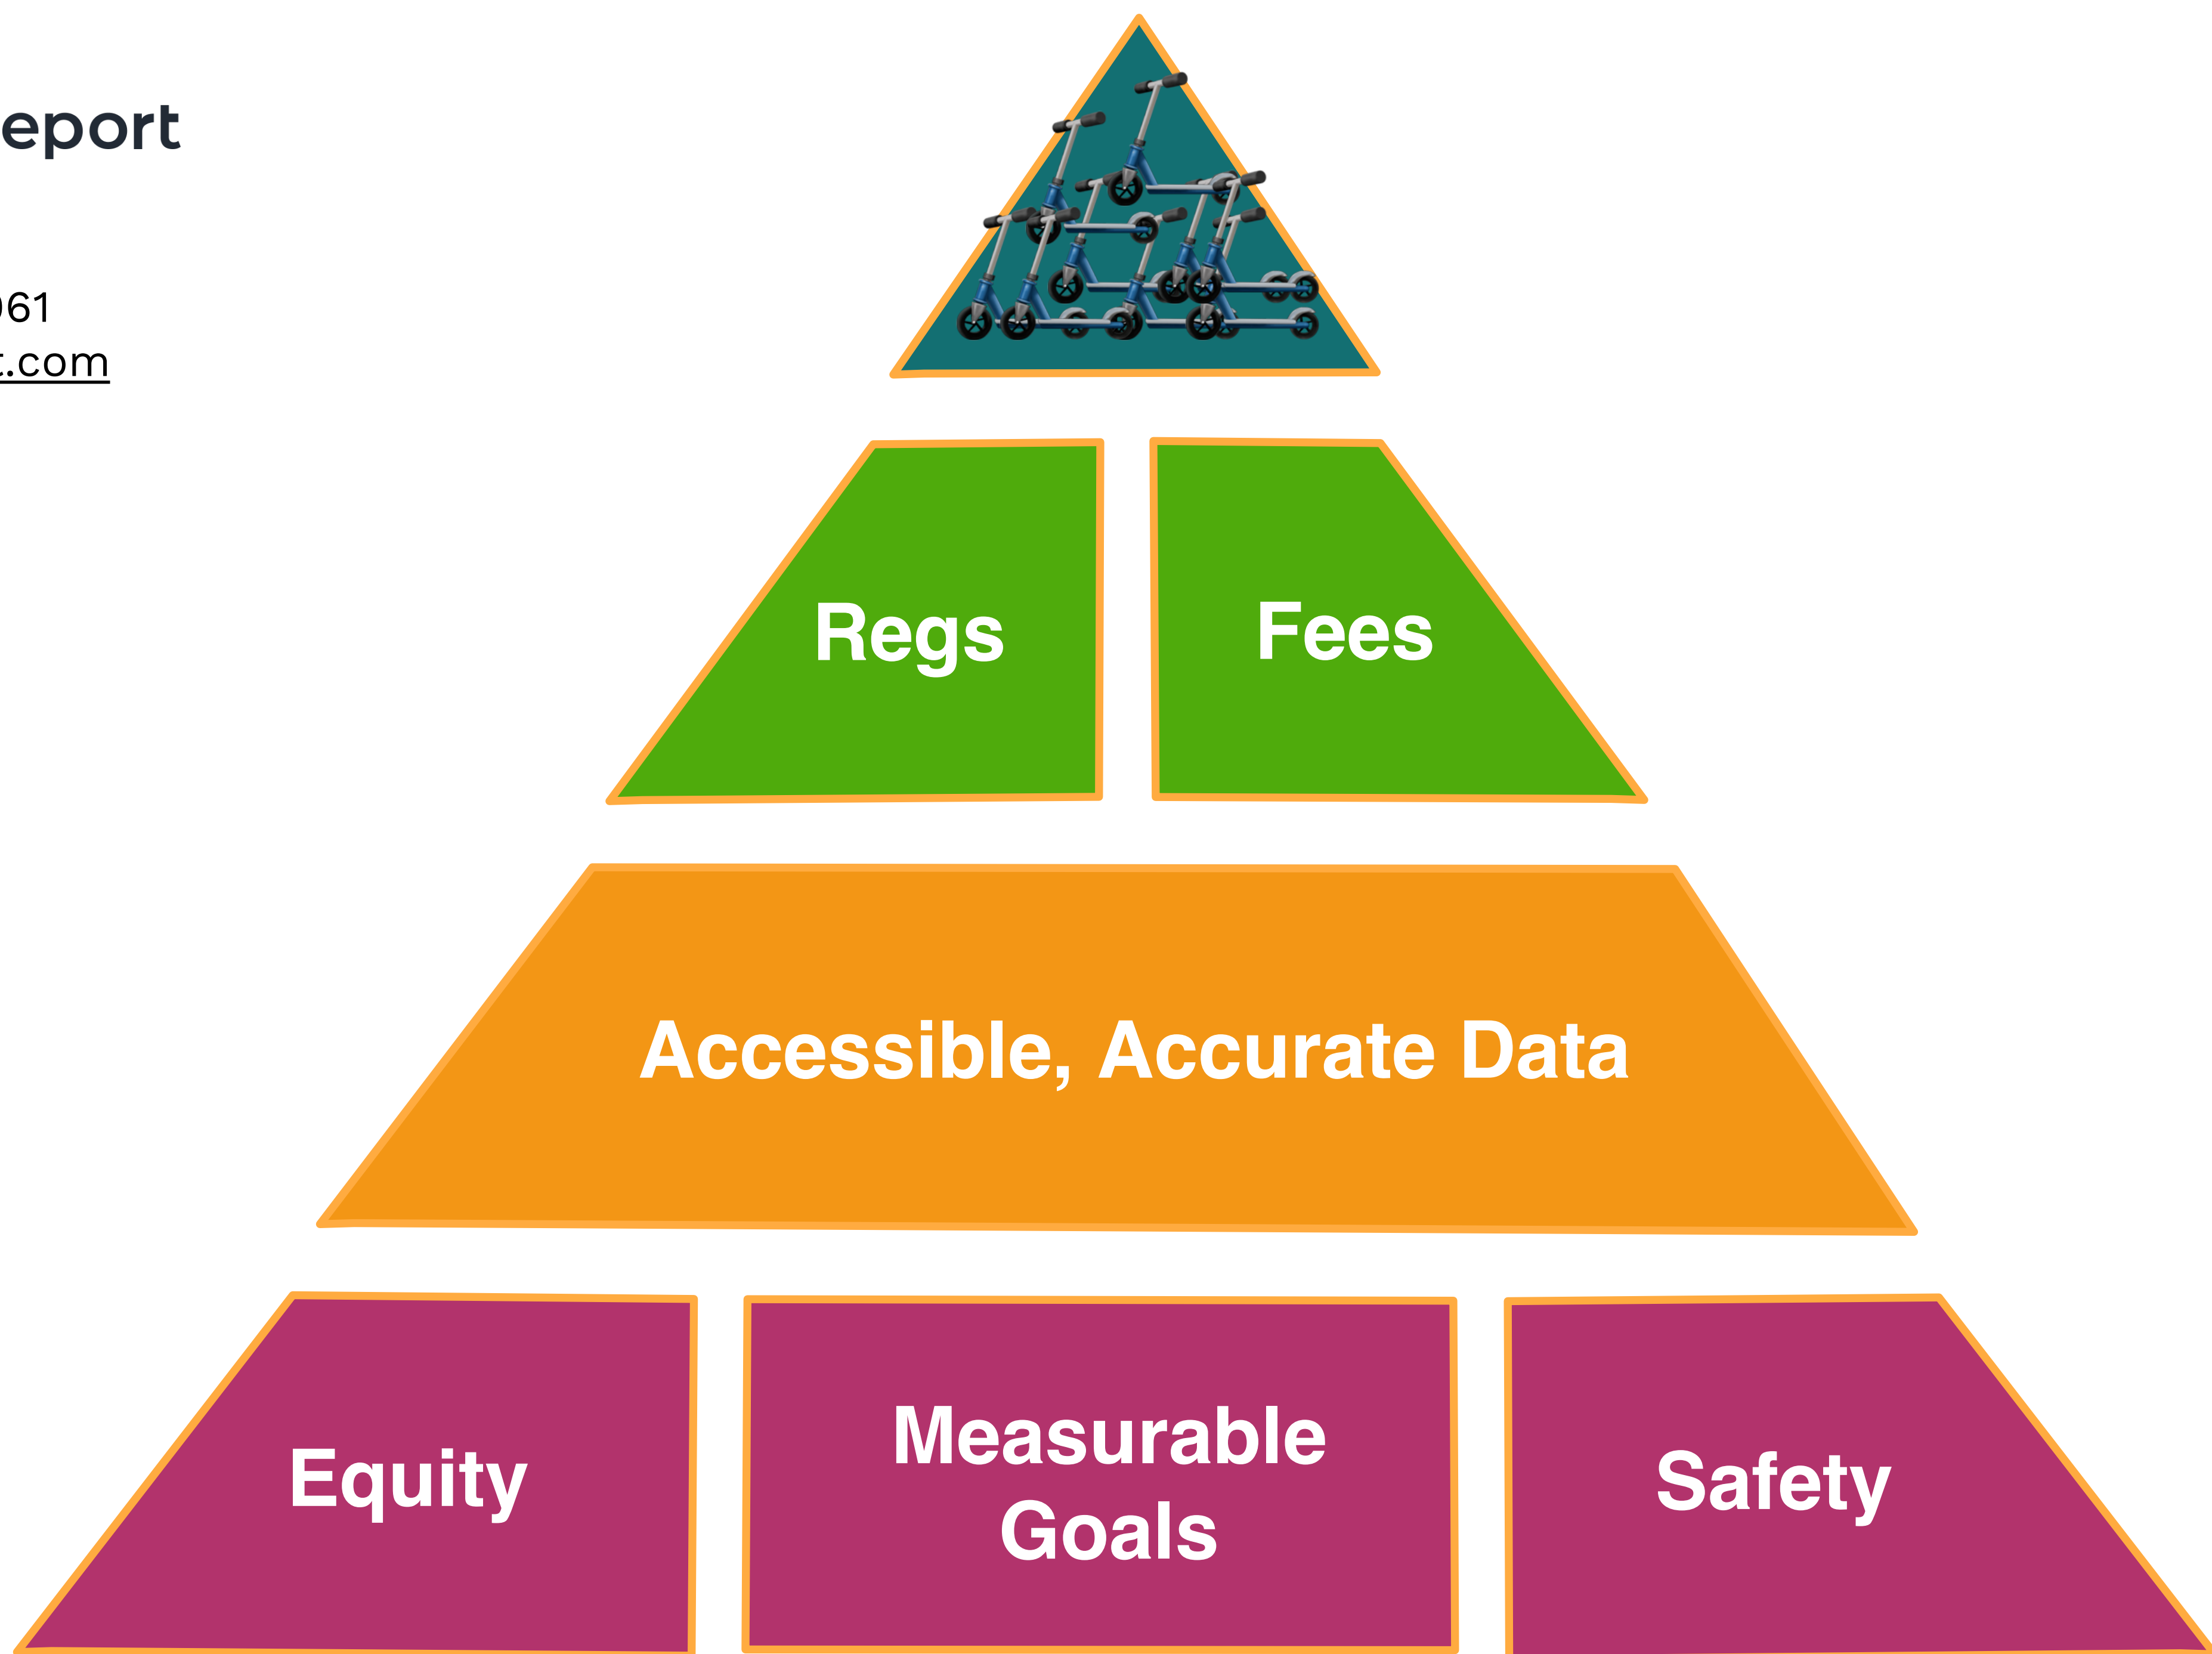 eport
061
t.com
Regs
Fees
Accessible, Accurate Data
Equity
Measurable
Goals
Safety